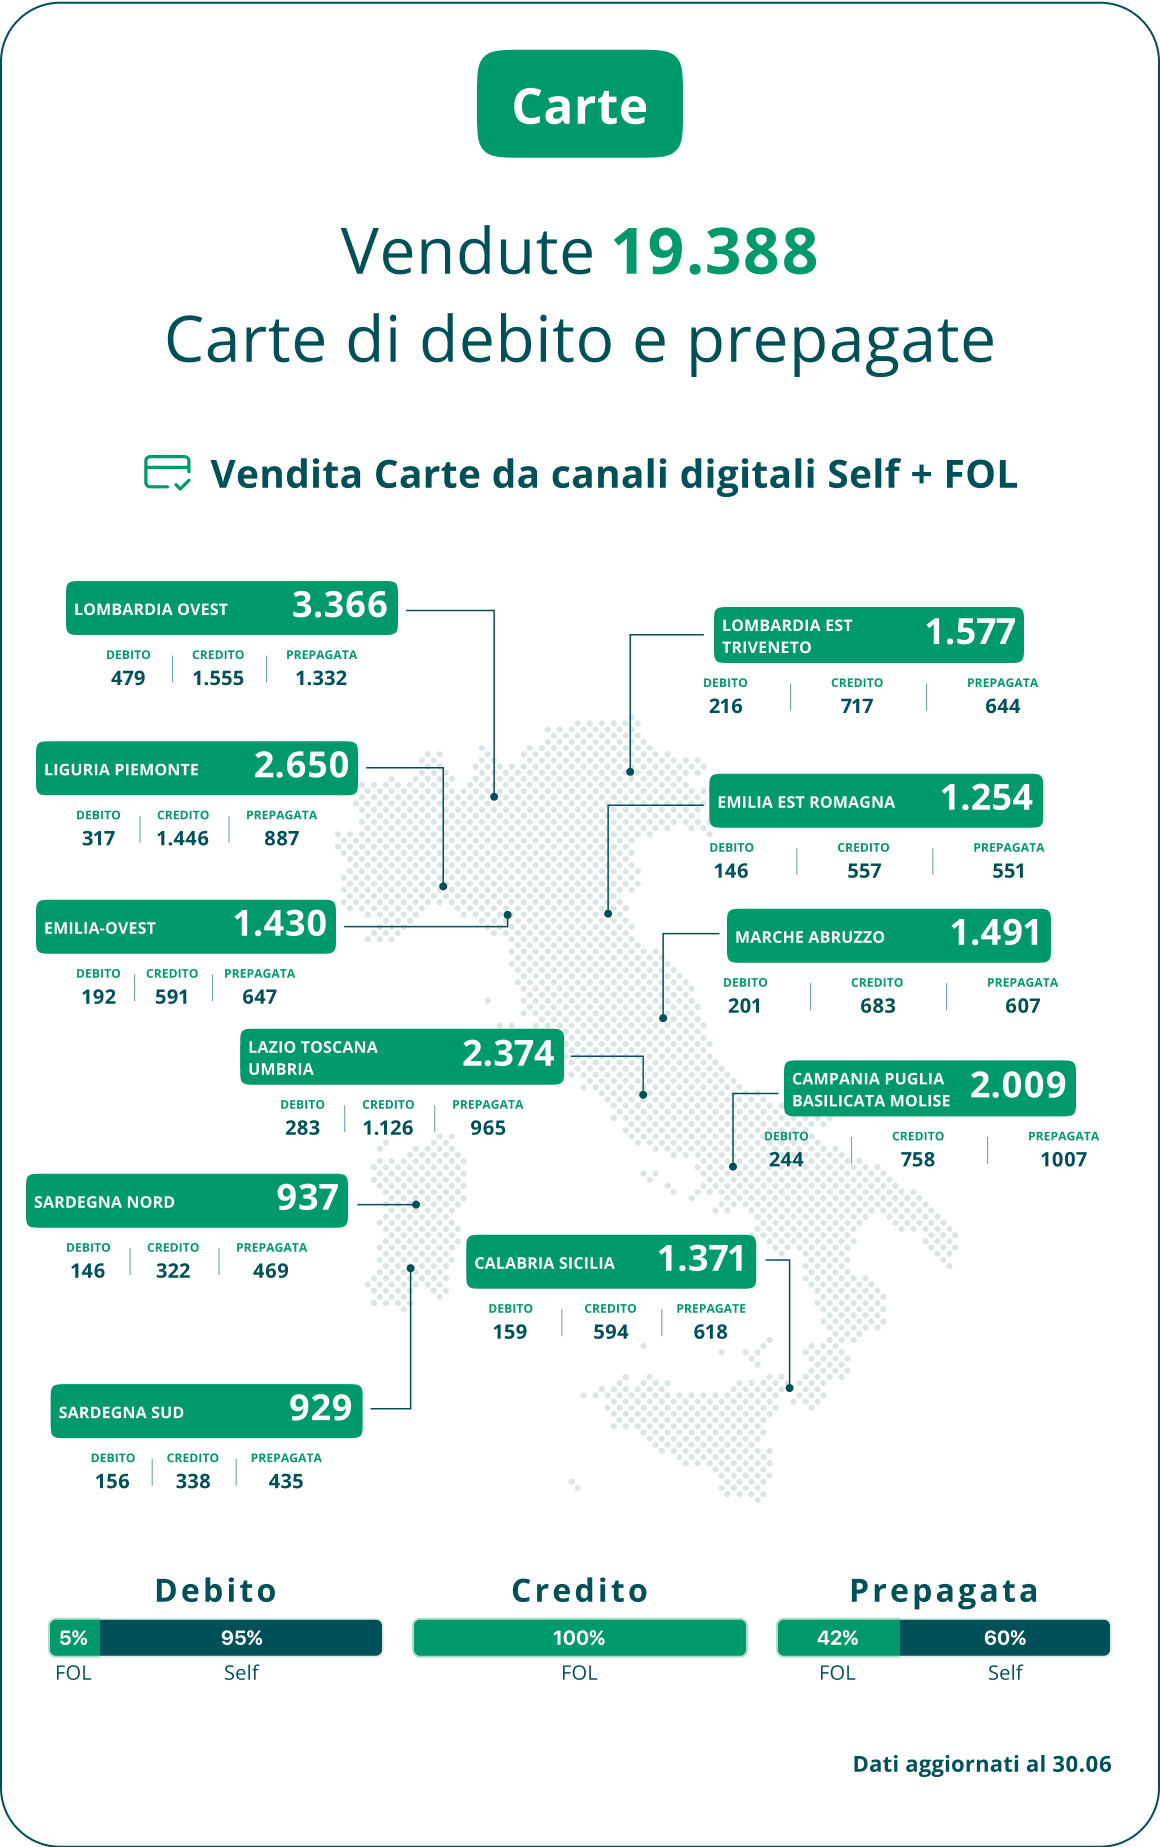 Carte
Vendute 19.388
Carte di debito e prepagate
Vendita Carte da canali digitali Self + FOL
LOMBARDIA OVEST 3.366
DEBITO CREDITO PREPAGATA
479 1.555 1.332
LOMBARDIA EST
TRIVENETO
1.577
DEBITO CREDITO PREPAGATA
216 717 644
LIGURIA PIEMONTE 2.650
DEBITO CREDITO PREPAGATA
317 1.446 887
EMILIA EST ROMAGNA 1.254
DEBITO CREDITO PREPAGATA
146 557 551
EMILIA-OVEST 1.430
DEBITO CREDITO PREPAGATA
192 591 647
MARCHE ABRUZZO 1.491
DEBITO CREDITO PREPAGATA
201 683 607
LAZIO TOSCANA
UMBRIA
2.374
DEBITO CREDITO PREPAGATA
283 1.126 965
CAMPANIA PUGLIA
BASILICATA MOLISE
2.009
DEBITO CREDITO PREPAGATA
244 758 1007
SARDEGNA NORD 937
DEBITO CREDITO PREPAGATA
146 322 469
CALABRIA SICILIA 1.371
DEBITO CREDITO PREPAGATE
159 594 618
SARDEGNA SUD 929
DEBITO CREDITO PREPAGATA
156 338 435
Debito
5% 95%
FOL Self
Credito
100%
FOL
Prepagata
42% 60%
FOL Self
Dati aggiornati al 30.06